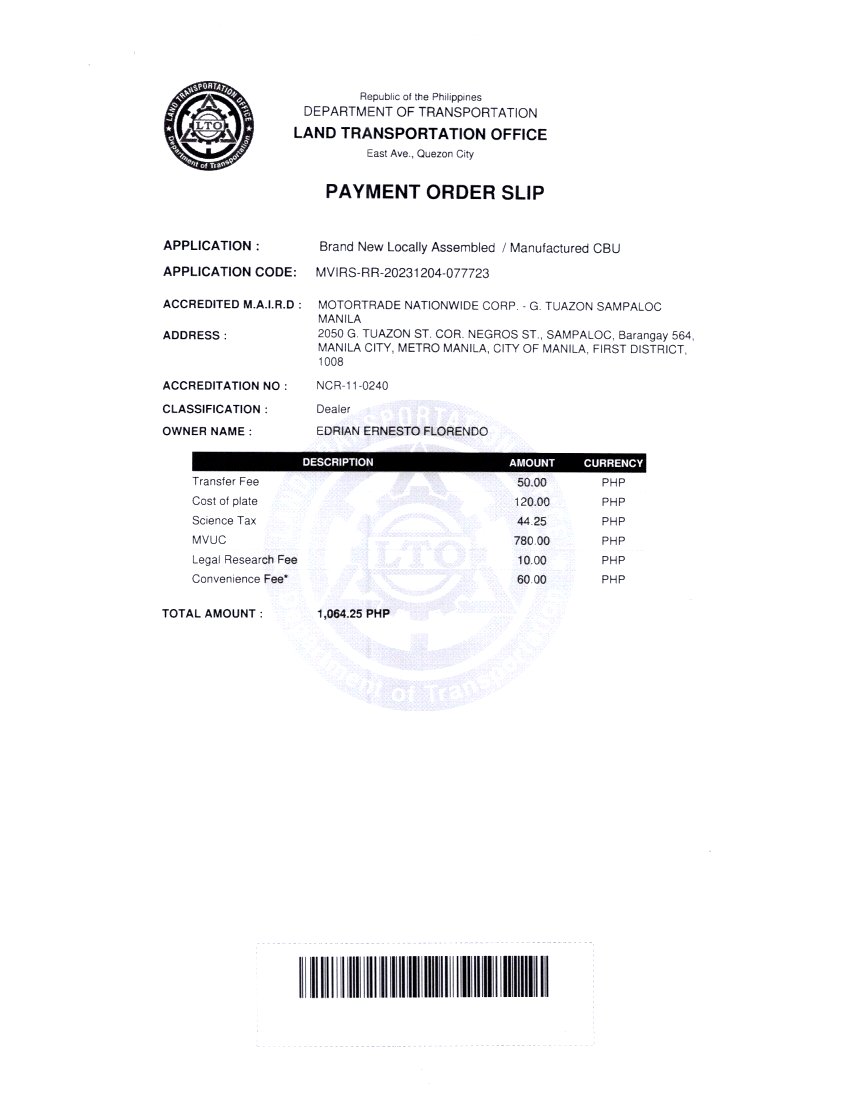 LAND TRANSPORTATION OFFICE
LTO
Department of Transportation
Republic of the Philippines
DEPARTMENT OF TRANSPORTATION
LAND TRANSPORTATION OFFICE
East Ave., Quezon City
PAYMENT ORDER SLIP
APPLICATION : Brand New Locally Assembled / Manufactured CBU
APPLICATION CODE: MVIRS-RR-20231204-077723
ACCREDITED M.A.I.R.D : MOTORTRADE NATIONWIDE CORP. - G. TUAZON SAMPALOC
MANILA
ADDRESS : 2050 G. TUAZON ST. COR. NEGROS ST., SAMPALOC, Barangay 564,
MANILA CITY, METRO MANILA, CITY OF MANILA, FIRST DISTRICT,
1008
ACCREDITATION NO : NCR-11-0240
CLASSIFICATION : Dealer
OWNER NAME : EDRIAN ERNESTO FLORENDO
DESCRIPTION AMOUNT CURRENCY
Transfer Fee 50.00 PHP
Cost of plate 120.00 PHP
Science Tax 44.25 PHP
MVUC 780.00 PHP
Legal Research Fee 10.00 PHP
Convenience Fee* 60.00 PHP
TOTAL AMOUNT : 1,064.25 PHP
LTO